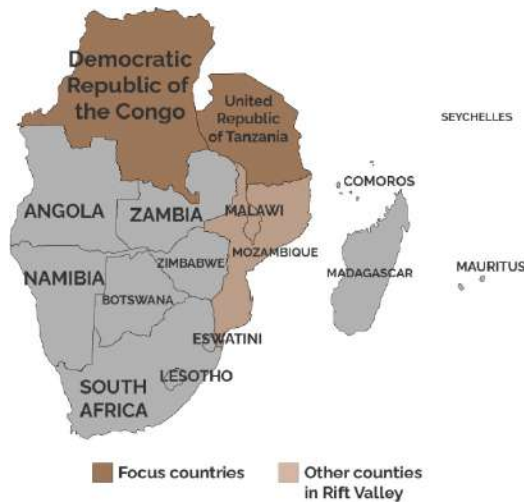 Democratic
Republic of
the Congo
United
Republic
of Tanzania
SEYCHELLES
COMOROS
ANGOLA
ZAMBIA
MALAWI
MOZAMBIQUE
ZIMBABWE
NAMIBIA
BOTSWANA
MADAGASCAR
MAURITUS
ESWATINI
LESOTHO
SOUTH
AFRICA
Focus countries
Other counties
in Rift Valley